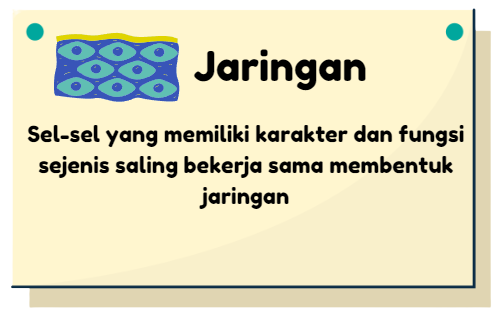 Jaringan
Sel-sel yang memiliki karakter dan fungsi
sejenis saling bekerja sama membentuk
jaringan